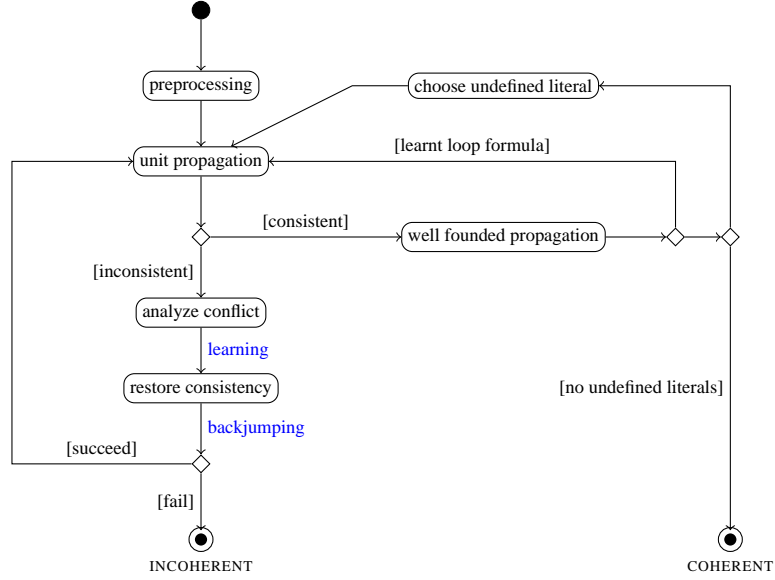 preprocessing
choose undefined literal
[learnt loop formula]
unit propagation
[consistent]
well founded propagation
[inconsistent]
analyze conflict
learning
restore consistency
[no undefined literals]
backjumping
[succeed]
[fail]
INCOHERENT
COHERENT